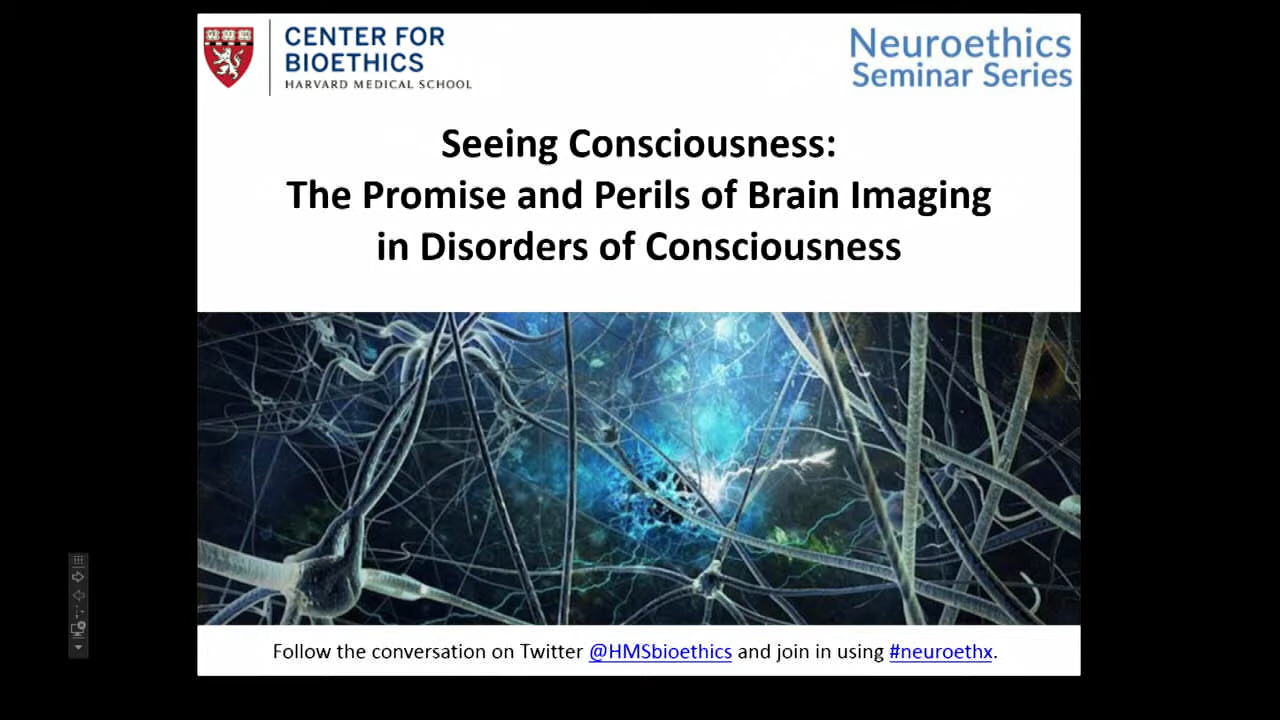 CENTER FOR
BIOETHICS
HARVARD MEDICAL SCHOOL
Neuroethics
Seminar Series
Seeing Consciousness:
The Promise and Perils of Brain Imaging
in Disorders of Consciousness
Follow the conversation on Twitter @HMSbioethics and join in using #neuroethx.